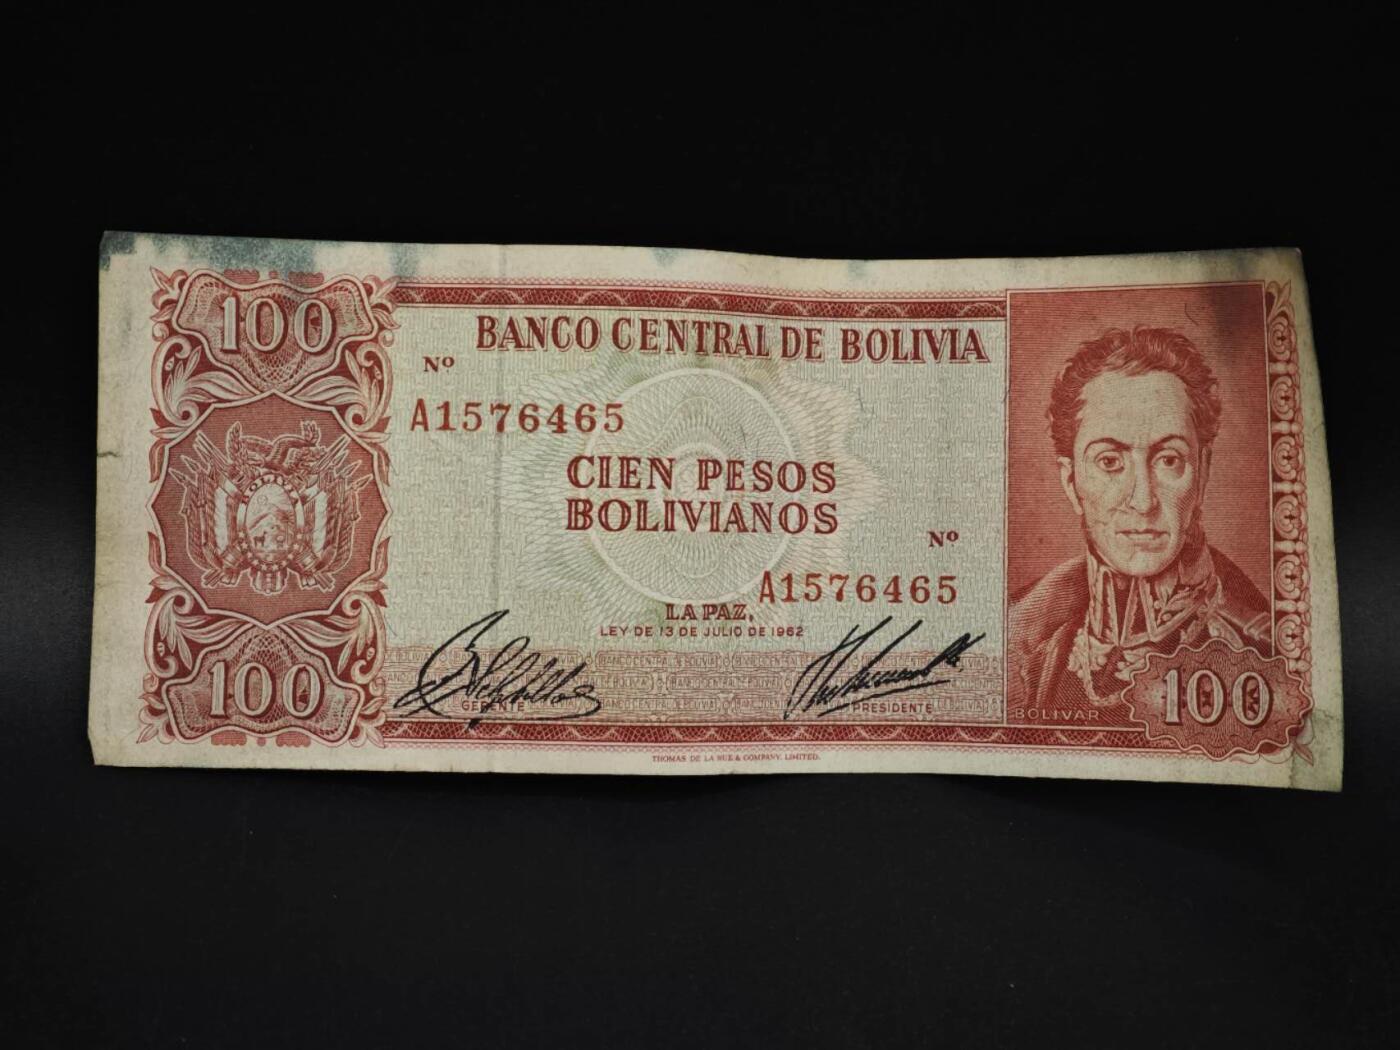 100
BANCO CENTRAL DE BOLIVIA
Nº
A1576465
CIEN PESOS
BOLIVIANOS
BOLIVIA
Nº
A1576465
LA PAZ,
LEY DE 13 DE JULIO DE 1962
GERENTE
PRESIDENTE
BOLIVAR
100
100
THOMAS DE LA RUE & COMPANY, LIMITED.